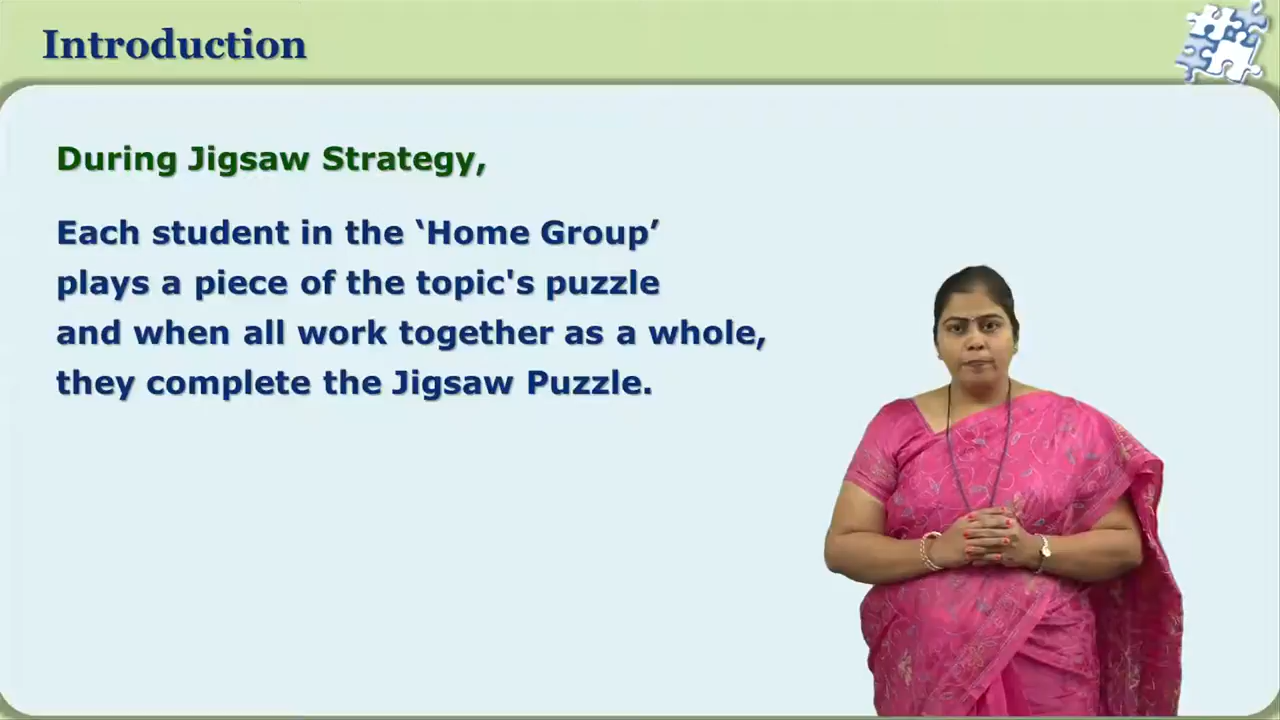 Introduction
During Jigsaw Strategy,
Each student in the ‘Home Group’
plays a piece of the topic's puzzle
and when all work together as a whole,
they complete the Jigsaw Puzzle.